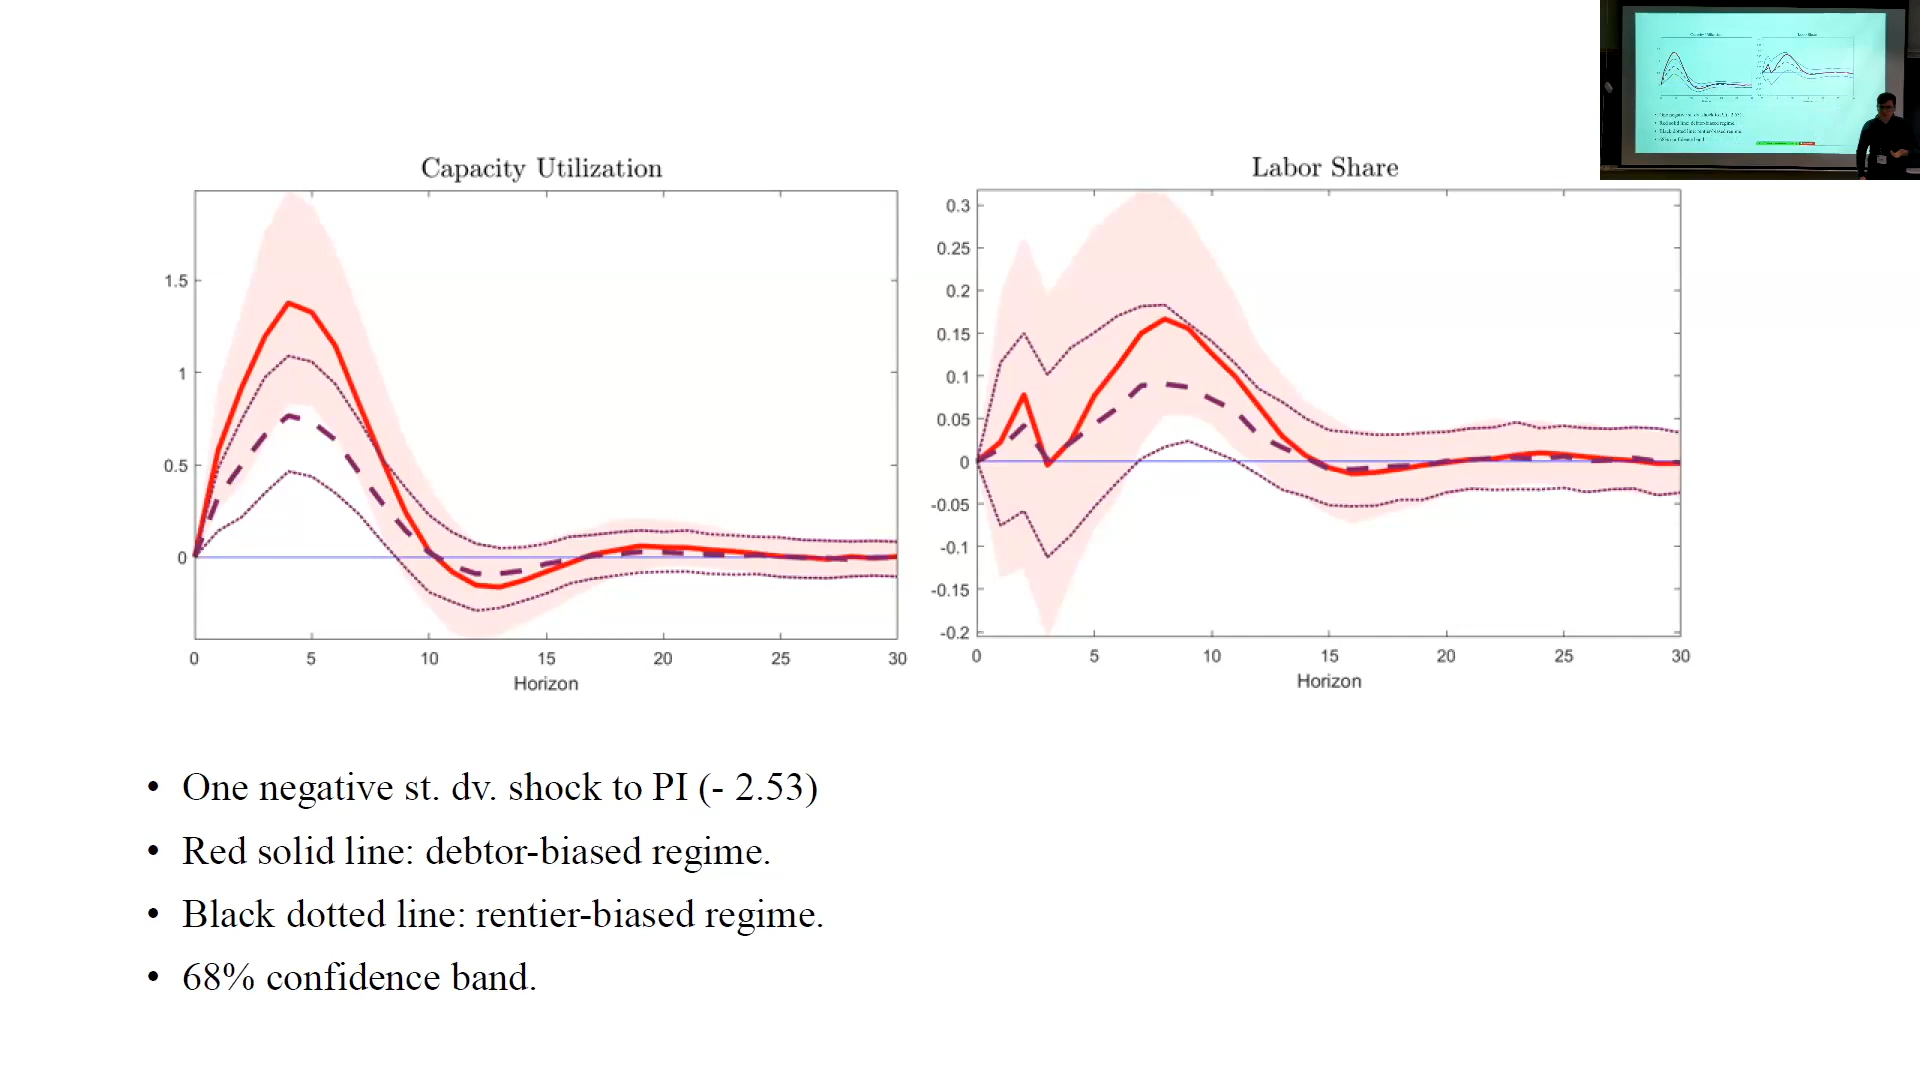 Capacity Utilization
1.5
1
0.5
0
0 5 10 15 20 25 30
Horizon
Labor Share
0.3
0.25
0.2
0.15
0.1
0.05
0
-0.05
-0.1
-0.15
-0.2
0 5 10 15 20 25 30
Horizon
• One negative st. dv. shock to PI (- 2.53)
• Red solid line: debtor-biased regime.
• Black dotted line: rentier-biased regime.
• 68% confidence band.